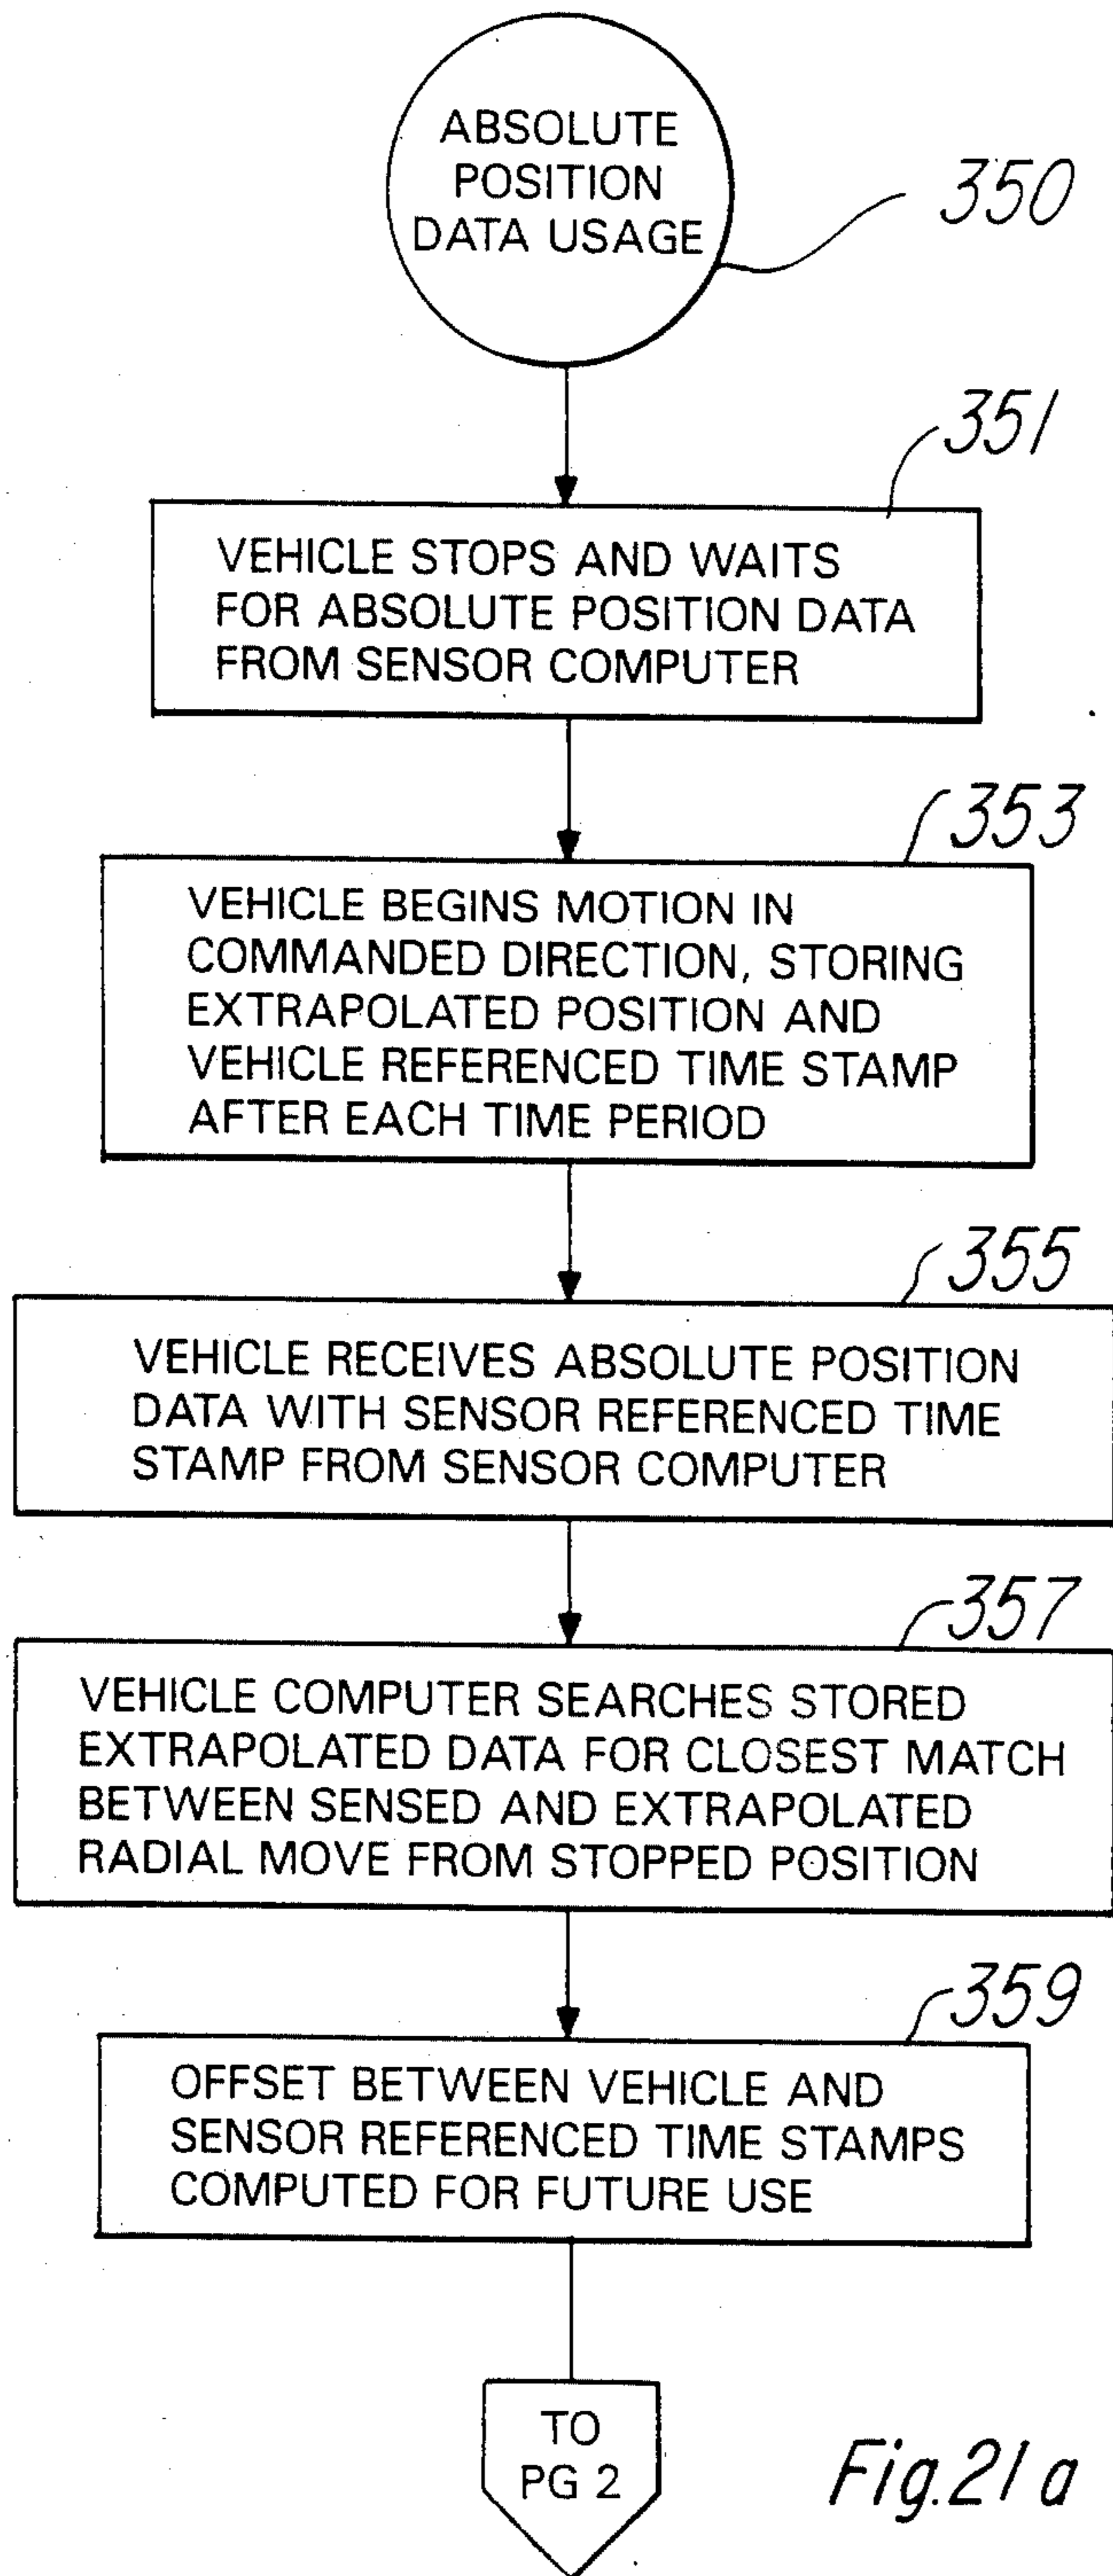 ABSOLUTE
POSITION
DATA USAGE
350
351
VEHICLE STOPS AND WAITS
FOR ABSOLUTE POSITION DATA
FROM SENSOR COMPUTER
353
VEHICLE BEGINS MOTION IN
COMMANDED DIRECTION, STORING
EXTRAPOLATED POSITION AND
VEHICLE REFERENCED TIME STAMP
AFTER EACH TIME PERIOD
355
VEHICLE RECEIVES ABSOLUTE POSITION
DATA WITH SENSOR REFERENCED TIME
STAMP FROM SENSOR COMPUTER
357
VEHICLE COMPUTER SEARCHES STORED
EXTRAPOLATED DATA FOR CLOSEST MATCH
BETWEEN SENSED AND EXTRAPOLATED
RADIAL MOVE FROM STOPPED POSITION
359
OFFSET BETWEEN VEHICLE AND
SENSOR REFERENCED TIME STAMPS
COMPUTED FOR FUTURE USE
TO
PG 2
Fig. 21a